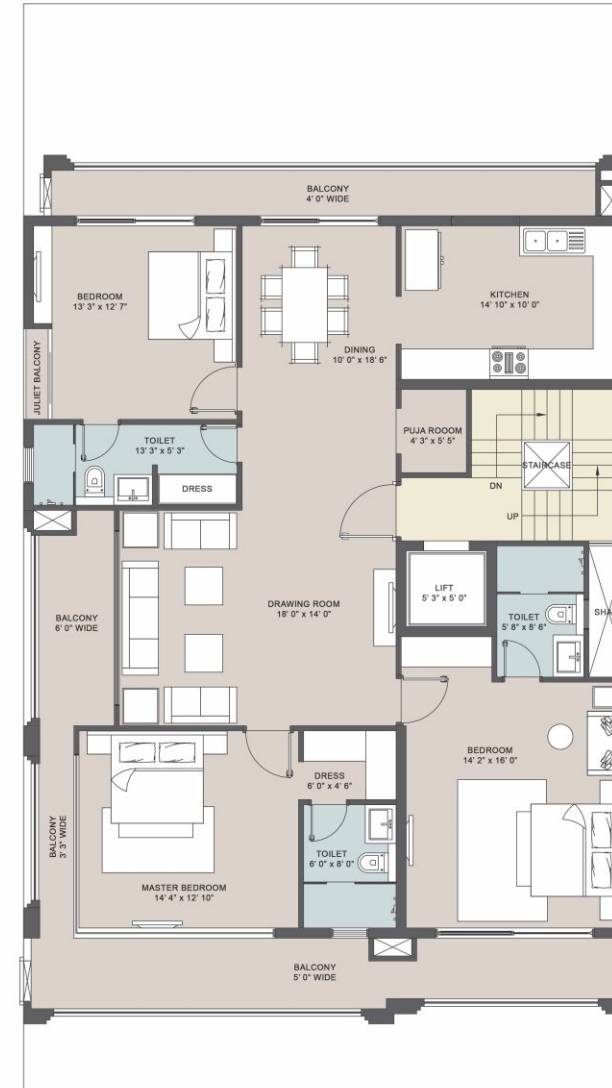 BALCONY
4' 0" WIDE
BEDROOM
13' 3" x 12' 7"
KITCHEN
14' 10" x 10' 0"
DINING
10' 0" x 18' 6"
JULIET BALCONY
PUJA ROOOM
4' 3" x 5' 5"
TOILET
13' 3" x 5' 3"
DRESS
STAIRCASE
DN
UP
LIFT
5' 3" x 5' 0"
TOILET
5' 8" x 8' 6"
SHA
BALCONY
6' 0" WIDE
DRAWING ROOM
18' 0" x 14' 0"
BEDROOM
14' 2" x 16' 0"
DRESS
6' 0" x 4' 6"
BALCONY
3' 3" WIDE
TOILET
6' 0" x 8' 0"
MASTER BEDROOM
14' 4" x 12' 10"
BALCONY
5' 0" WIDE